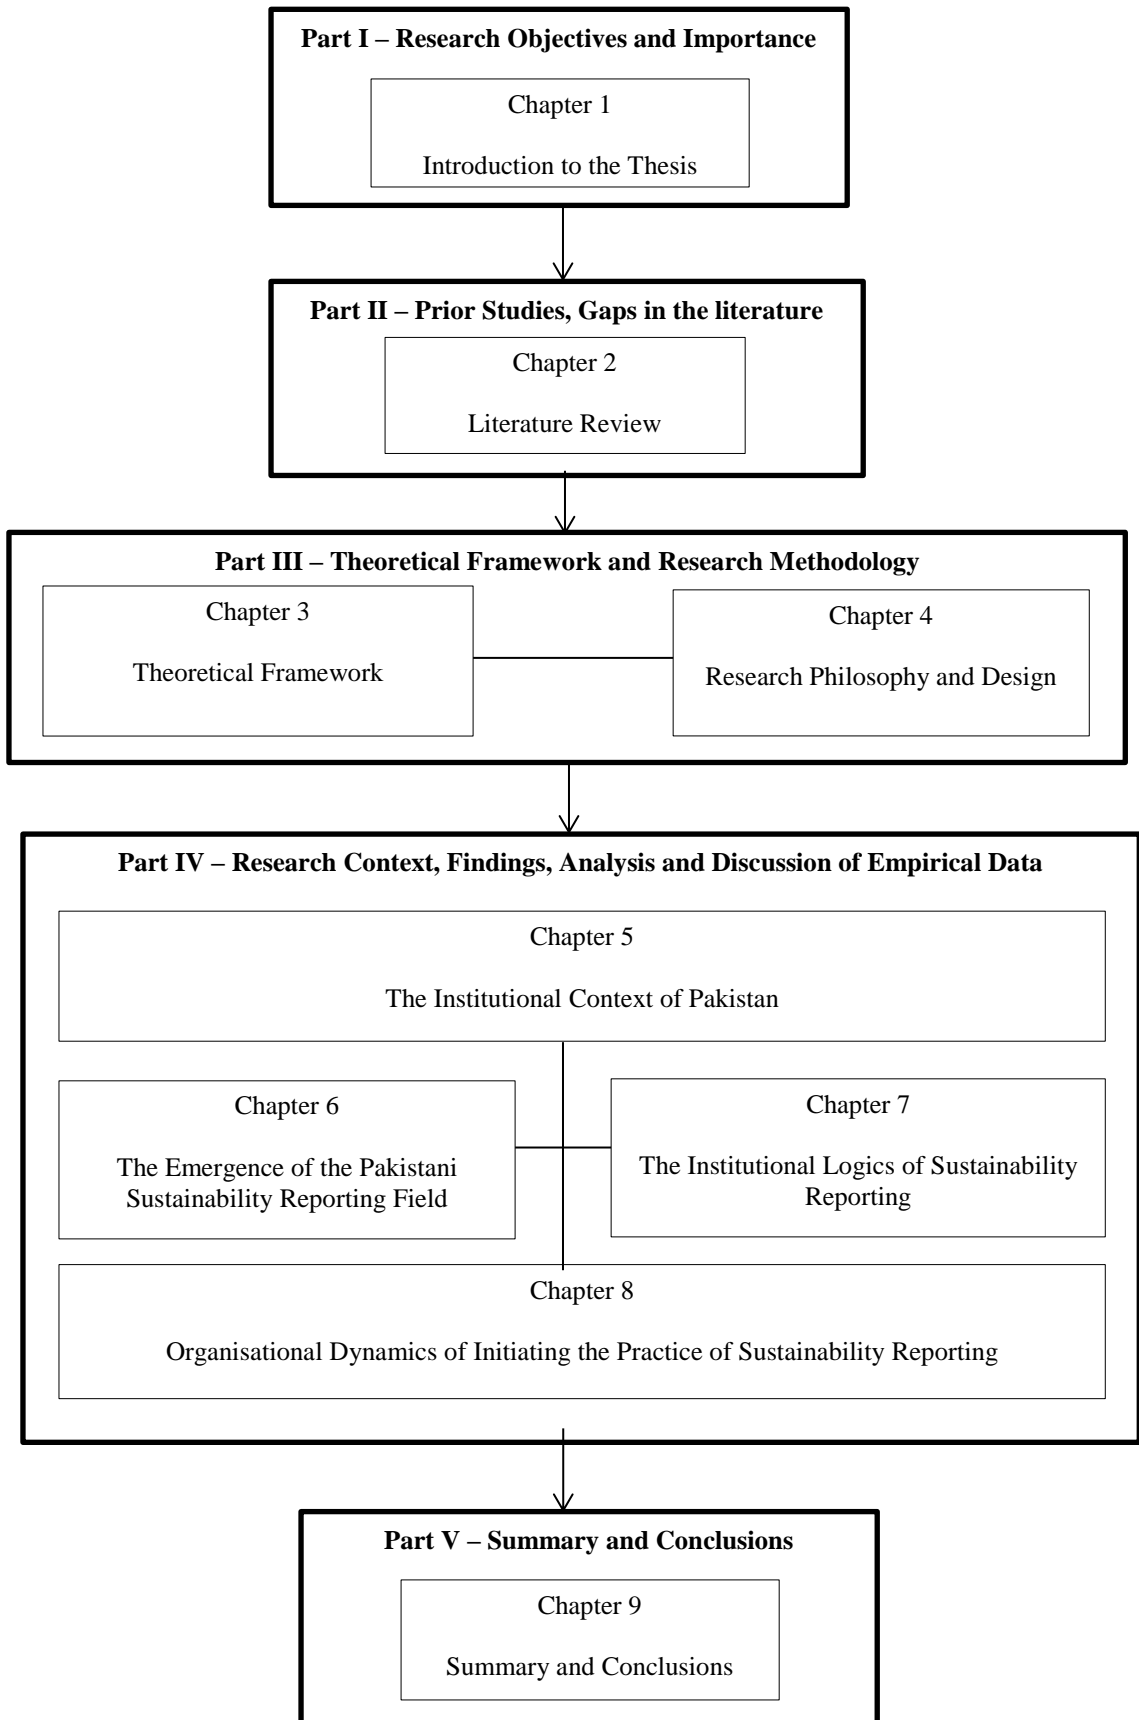 Part I – Research Objectives and Importance
Chapter 1
Introduction to the Thesis
Part II – Prior Studies, Gaps in the literature
Chapter 2
Literature Review
Part III – Theoretical Framework and Research Methodology
Chapter 3
Theoretical Framework
Chapter 4
Research Philosophy and Design
Part IV – Research Context, Findings, Analysis and Discussion of Empirical Data
Chapter 5
The Institutional Context of Pakistan
Chapter 6
The Emergence of the Pakistani
Sustainability Reporting Field
Chapter 7
The Institutional Logics of Sustainability
Reporting
Chapter 8
Organisational Dynamics of Initiating the Practice of Sustainability Reporting
Part V – Summary and Conclusions
Chapter 9
Summary and Conclusions